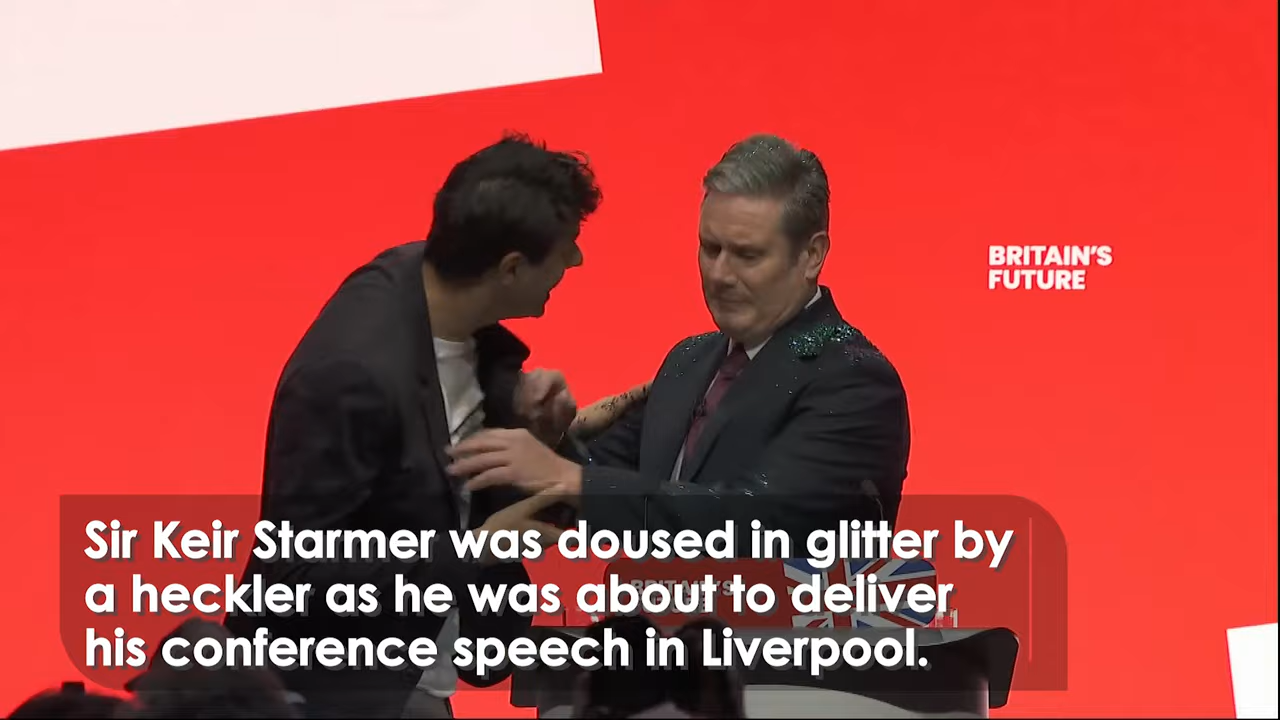 BRITAIN'S
FUTURE
Sir Keir Starmer was doused in glitter by
a heckler as he was about to deliver
his conference speech in Liverpool.